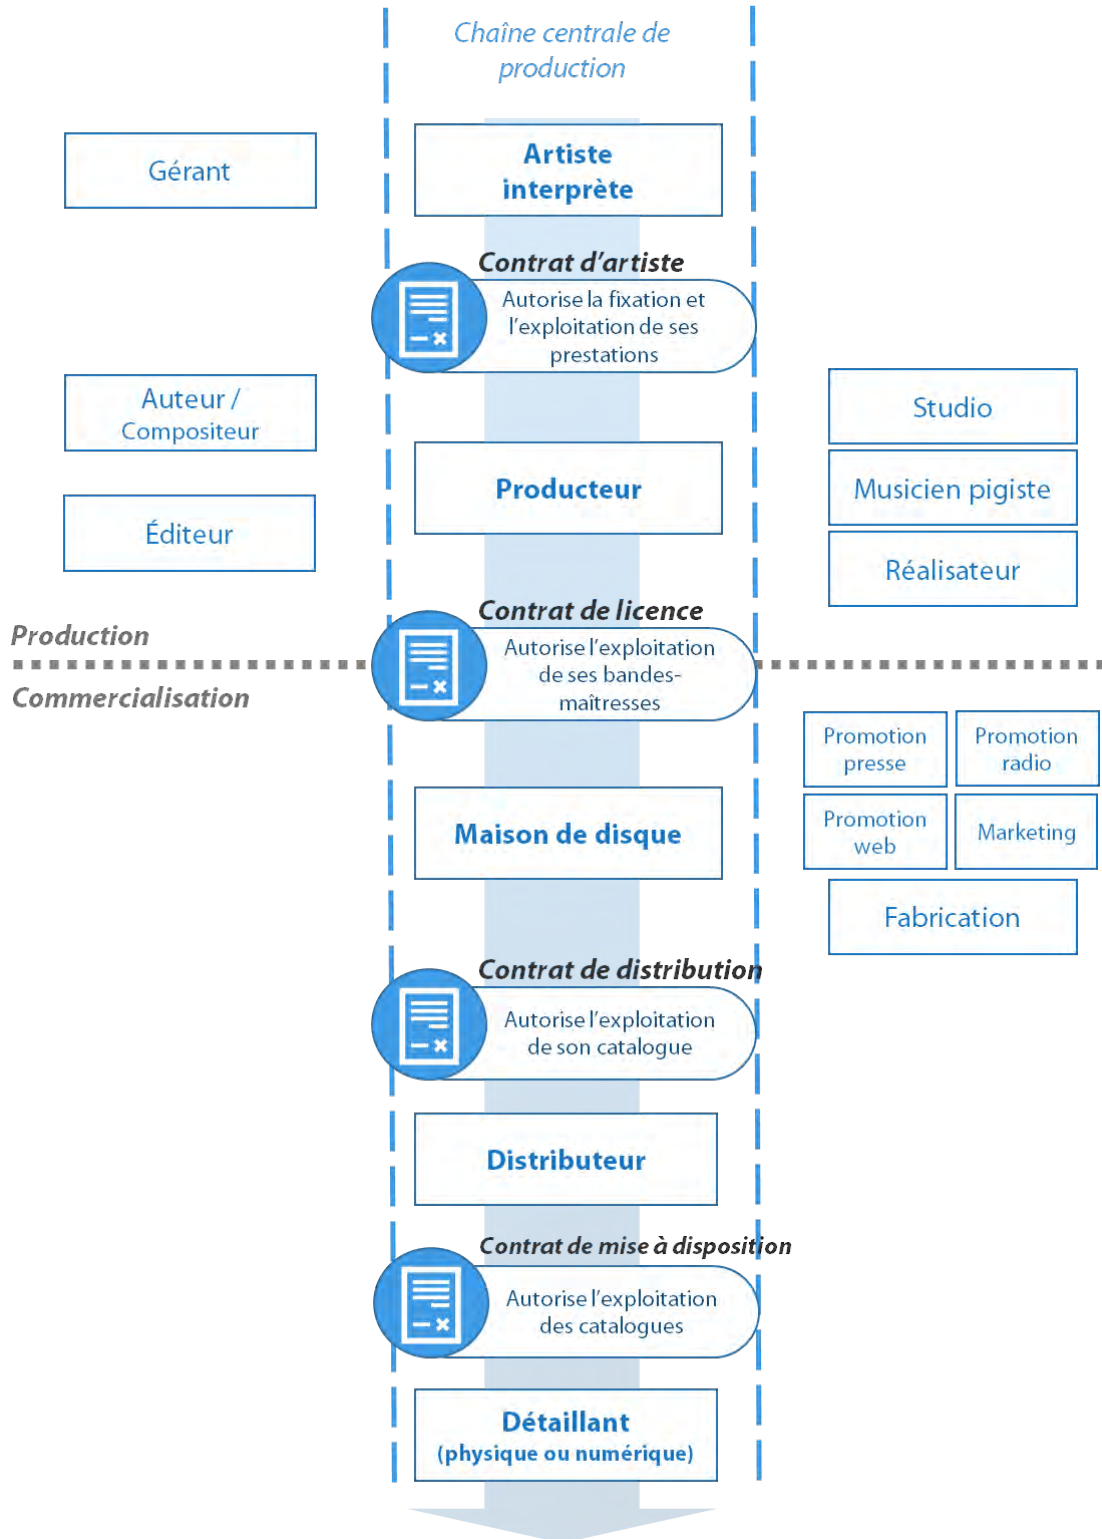 Chaîne centrale de
production
Gérant
Artiste
interprète
Contrat d'artiste
Autorise la fixation et
l'exploitation de ses
prestations
Auteur /
Compositeur
Studio
Producteur
Musicien pigiste
Éditeur
Réalisateur
Contrat de licence
Production
Autorise l'exploitation
de ses bandes-
maîtresses
Commercialisation
Promotion
presse
Promotion
radio
Maison de disque
Promotion
web
Marketing
Fabrication
Contrat de distribution
Autorise l'exploitation
de son catalogue
Distributeur
Contrat de mise à disposition
Autorise l'exploitation
des catalogues
Détaillant
(physique ou numérique)